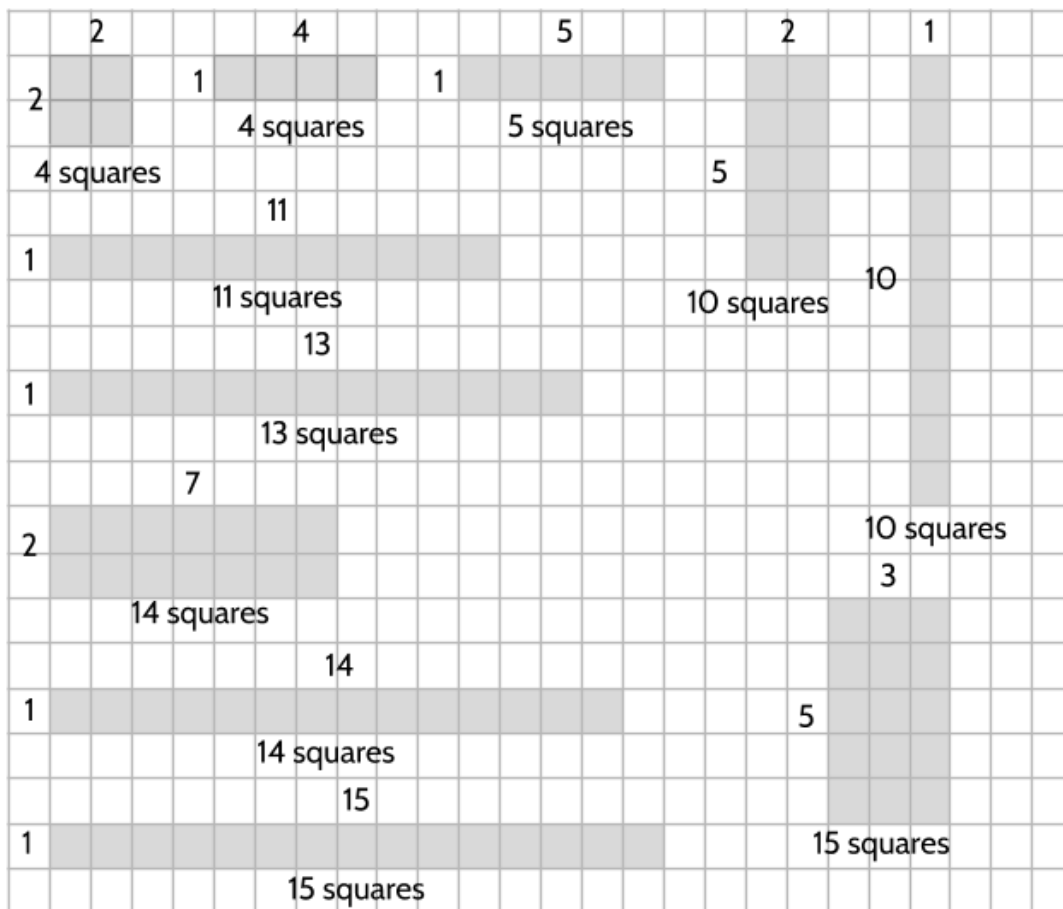 2 4 5 2 1
2 1 1
4 squares 5 squares
4 squares 5
11
1
11 squares 10 squares 10
13
1
13 squares
7
2 10 squares
3
14 squares
14
1 5
14 squares
15
1 15 squares
15 squares